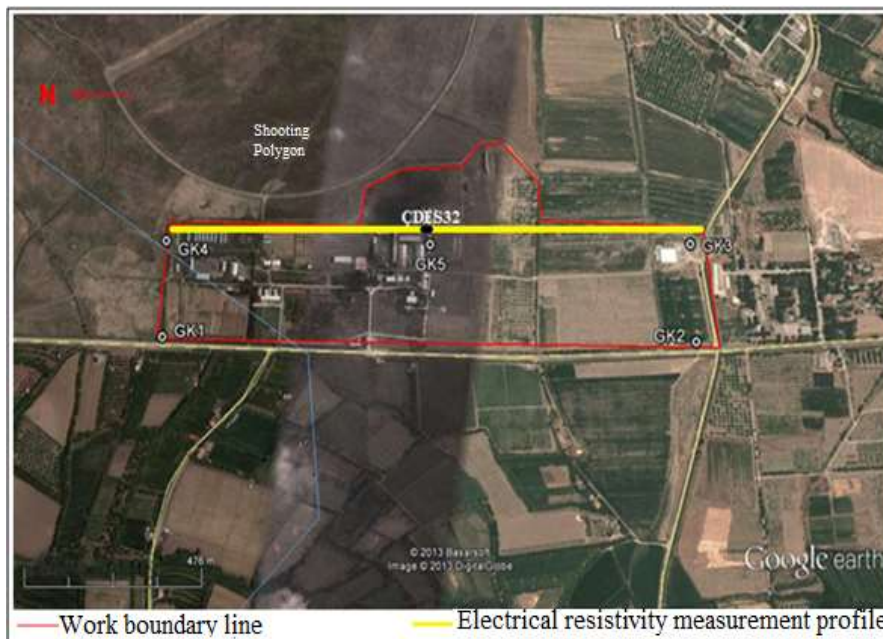 N
Shooting
Polygon
ÇDES32
GK4
GK5
GK3
GK1
GK2
476 m
© 2013 Basarsoft
Image © 2013 DigitalGlobe
Google earth
Work boundary line
Electrical resistivity measurement profile